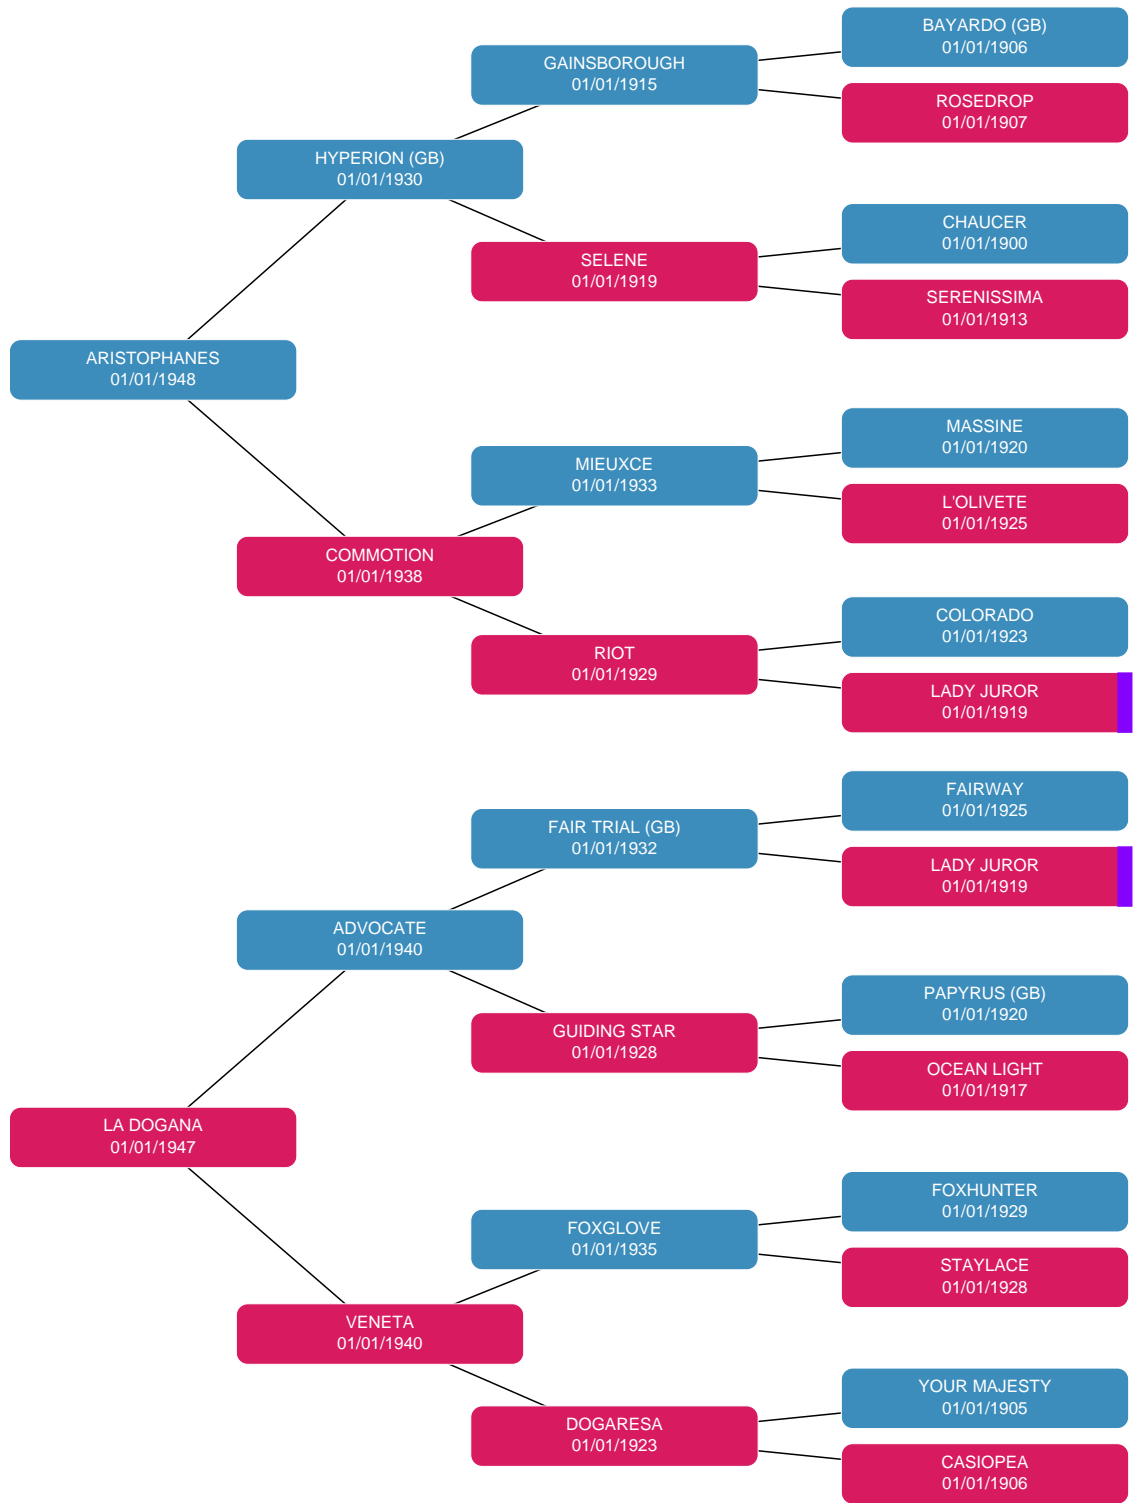 BAYARDO (GB)
01/01/1906
GAINSBOROUGH
01/01/1915
ROSEDROP
01/01/1907
HYPERION (GB)
01/01/1930
CHAUCER
01/01/1900
SELENE
01/01/1919
SERENISSIMA
01/01/1913
ARISTOPHANES
01/01/1948
MASSINE
01/01/1920
MIEUXCE
01/01/1933
L'OLIVETE
01/01/1925
COMMOTION
01/01/1938
COLORADO
01/01/1923
RIOT
01/01/1929
LADY JUROR
01/01/1919
FAIRWAY
01/01/1925
FAIR TRIAL (GB)
01/01/1932
LADY JUROR
01/01/1919
ADVOCATE
01/01/1940
PAPYRUS (GB)
01/01/1920
GUIDING STAR
01/01/1928
OCEAN LIGHT
01/01/1917
LA DOGANA
01/01/1947
FOXHUNTER
01/01/1929
FOXGLOVE
01/01/1935
STAYLACE
01/01/1928
VENETA
01/01/1940
YOUR MAJESTY
01/01/1905
DOGARESA
01/01/1923
CASIOPEA
01/01/1906